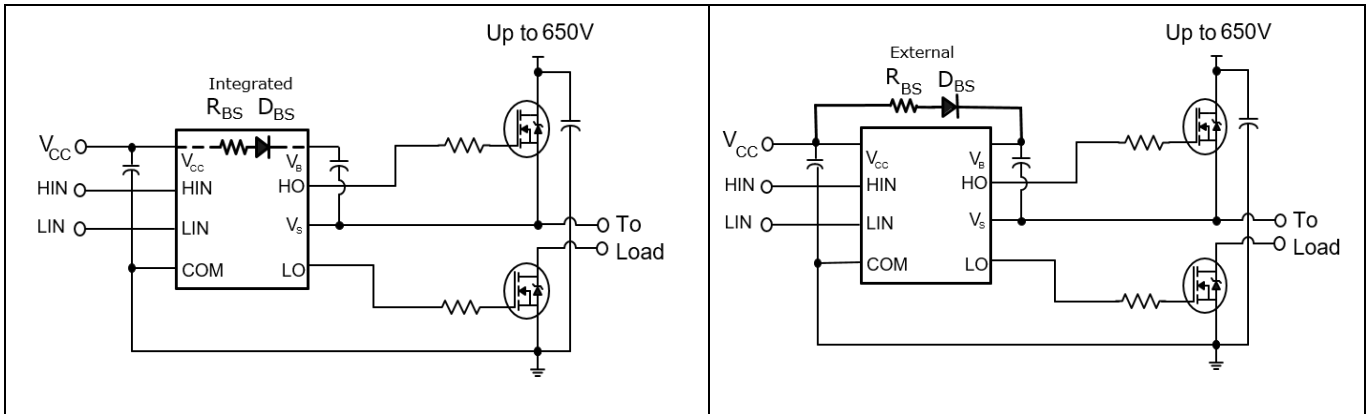 Up to 650V
Integrated
RBS DBS
VCC
VCC
VB
HIN
HIN
HO
LIN
LIN
VS
To
Load
COM
LO
Up to 650V
External
RBS DBS
VCC
VCC
VB
HIN
HIN
HO
LIN
LIN
VS
To
Load
COM
LO